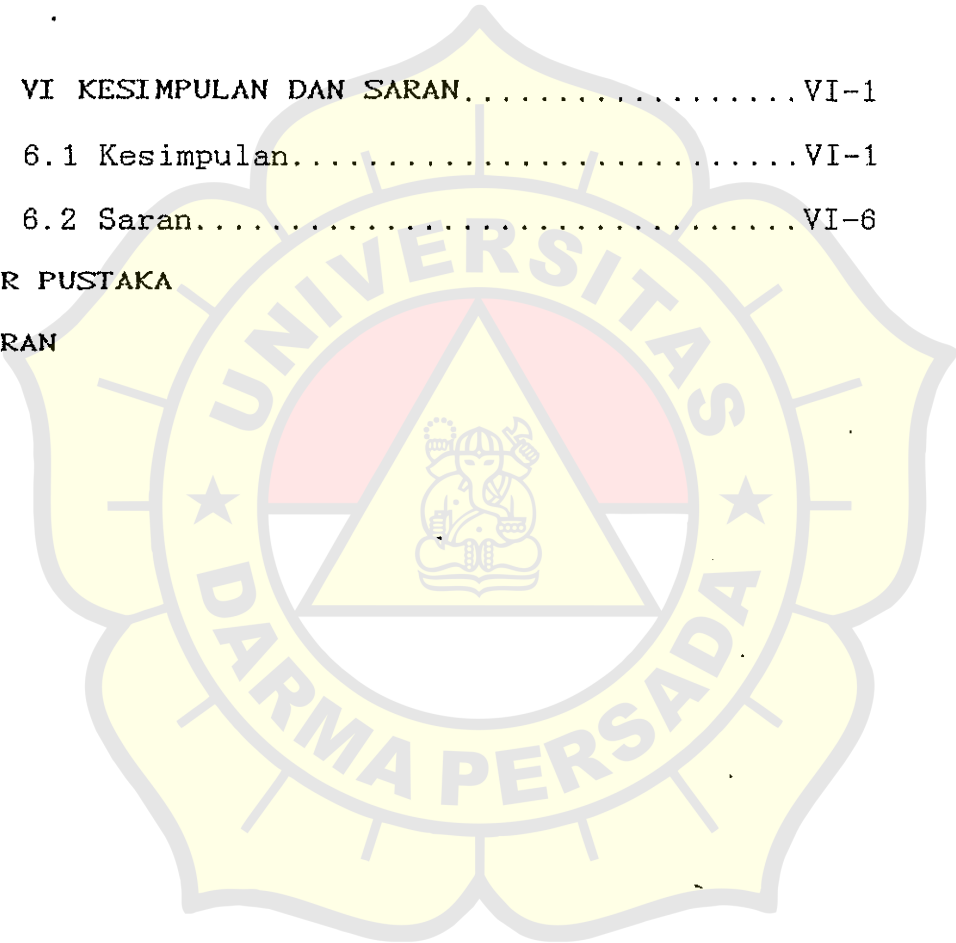 VI KESIMPULAN DAN SARAN..................VI-1
6.1 Kesimpulan...........................VI-1
6.2 Saran................................VI-6
R PUSTAKA
RAN
UNIVERSITAS
DARMA PERSADA